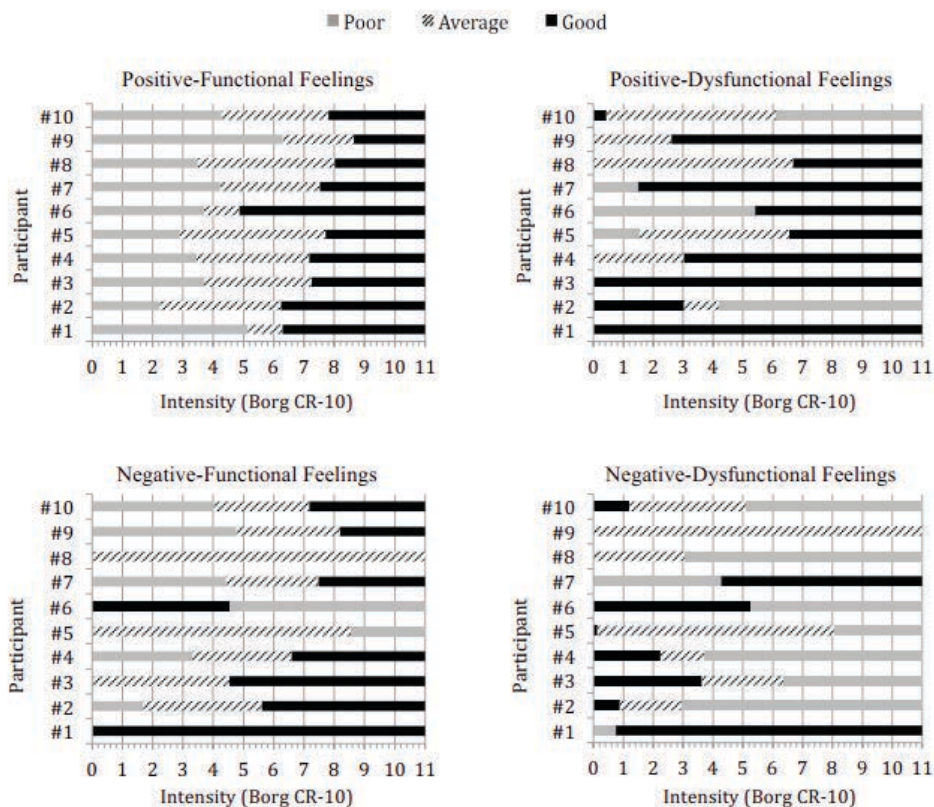 Poor Average Good
Positive-Functional Feelings
Participant
#10
#9
#8
#7
#6
#5
#4
#3
#2
#1
0 1 2 3 4 5 6 7 8 9 10 11
Intensity (Borg CR-10)
Positive-Dysfunctional Feelings
Participant
#10
#9
#8
#7
#6
#5
#4
#3
#2
#1
0 1 2 3 4 5 6 7 8 9 10 11
Intensity (Borg CR-10)
Negative-Functional Feelings
Participant
#10
#9
#8
#7
#6
#5
#4
#3
#2
#1
0 1 2 3 4 5 6 7 8 9 10 11
Intensity (Borg CR-10)
Negative-Dysfunctional Feelings
Participant
#10
#9
#8
#7
#6
#5
#4
#3
#2
#1
0 1 2 3 4 5 6 7 8 9 10 11
Intensity (Borg CR-10)